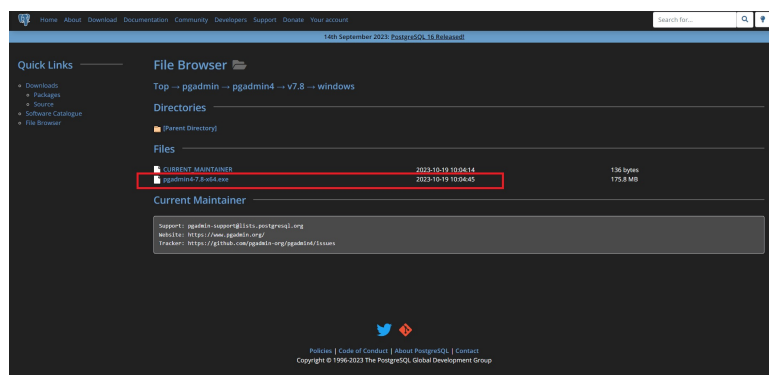 Home About Download Documentation Community Developers Support Donate Your account
Search for...
14th September 2023: PostgreSQL 16 Released!
Quick Links
Downloads
Packages
Source
Software Catalogue
File Browser
File Browser
Top → pgadmin → pgadmin4 → v7.8 → windows
Directories
[Parent Directory]
Files
CURRENT_MAINTAINER 2023-10-19 10:04:14 136 bytes
pgadmin4-7.8-x64.exe 2023-10-19 10:04:45 175.8 MB
Current Maintainer
Support: pgadmin-support@lists.postgresql.org
Website: https://www.pgadmin.org/
Tracker: https://github.com/pgadmin-org/pgadmin4/issues
Policies | Code of Conduct | About PostgreSQL | Contact
Copyright © 1996-2023 The PostgreSQL Global Development Group